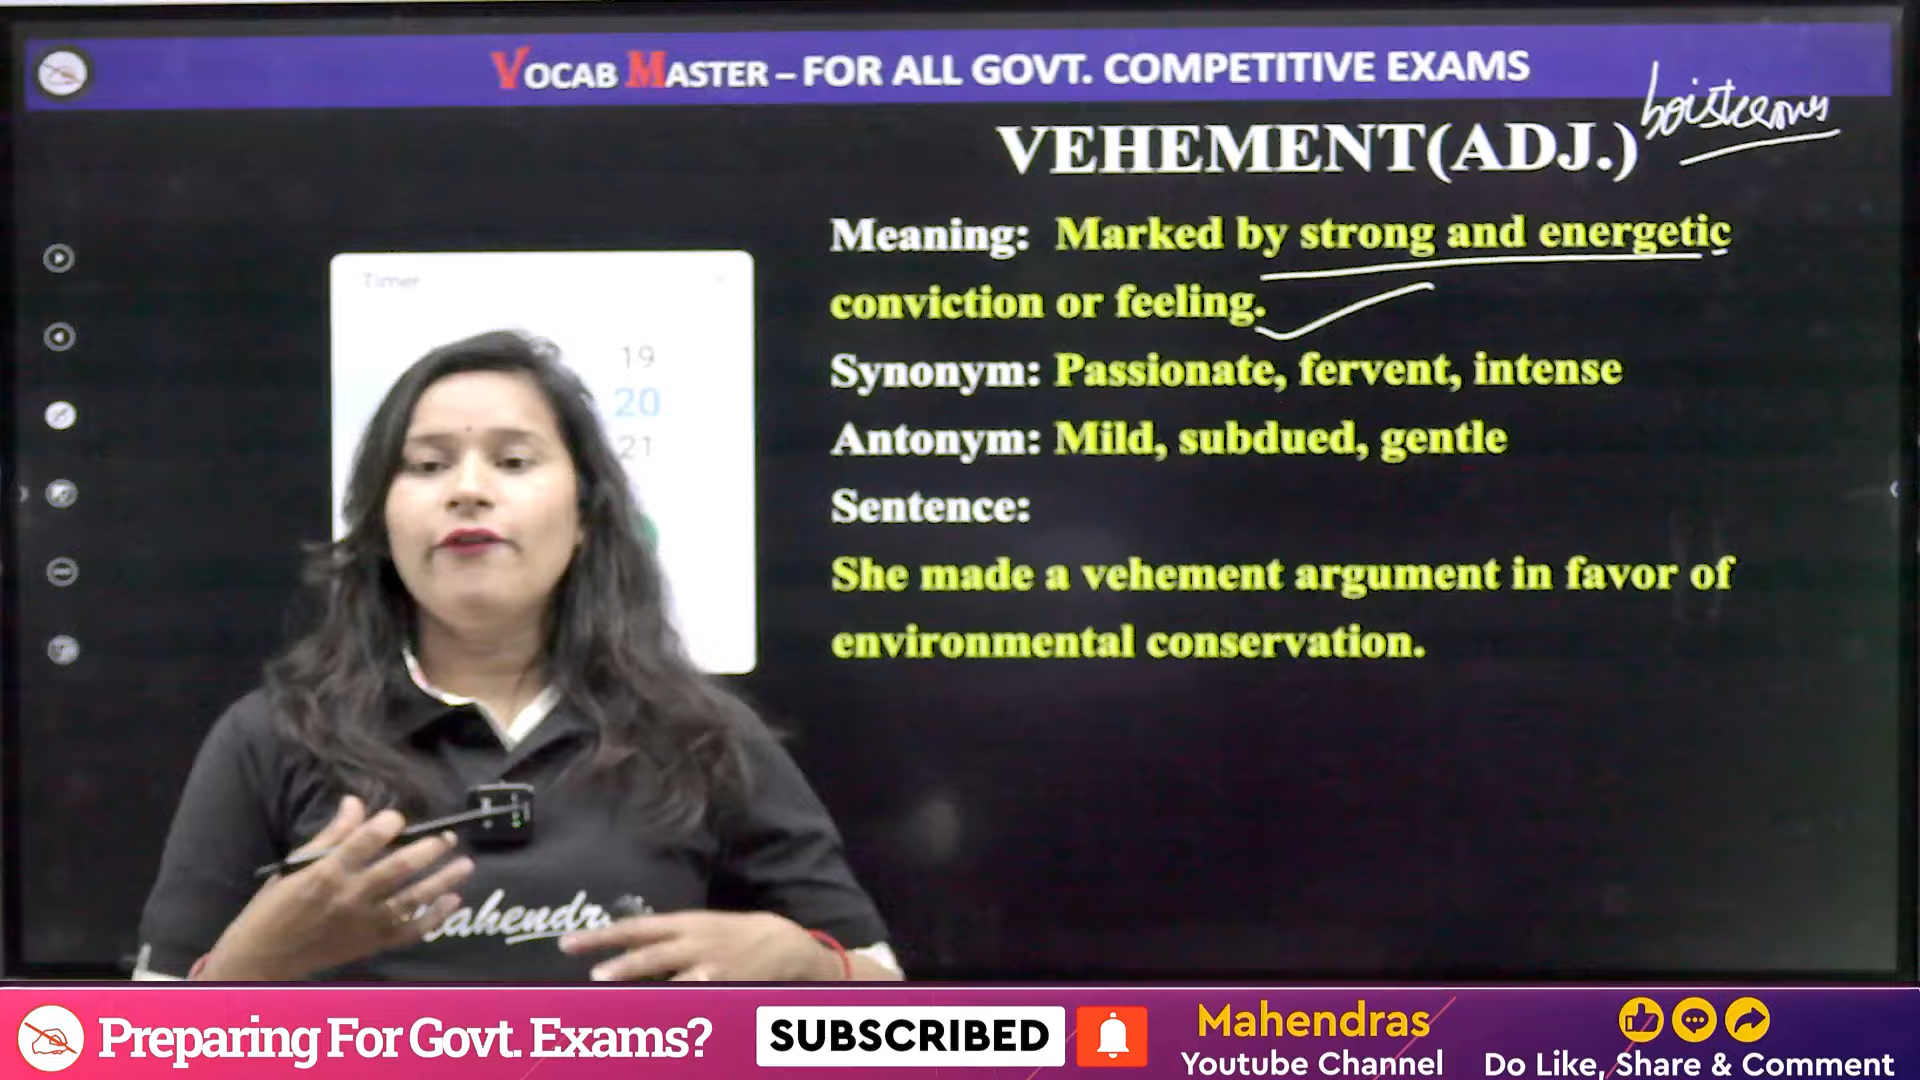 VOCAB MASTER – FOR ALL GOVT. COMPETITIVE EXAMS
boisterous
VEHEMENT(ADJ.)
Meaning: Marked by strong and energetic
conviction or feeling.
Synonym: Passionate, fervent, intense
Antonym: Mild, subdued, gentle
Sentence:
She made a vehement argument in favor of
environmental conservation.
Timer
19
20
21
Mahendra
Preparing For Govt. Exams?
SUBSCRIBED
Mahendras
Youtube Channel
Do Like, Share & Comment